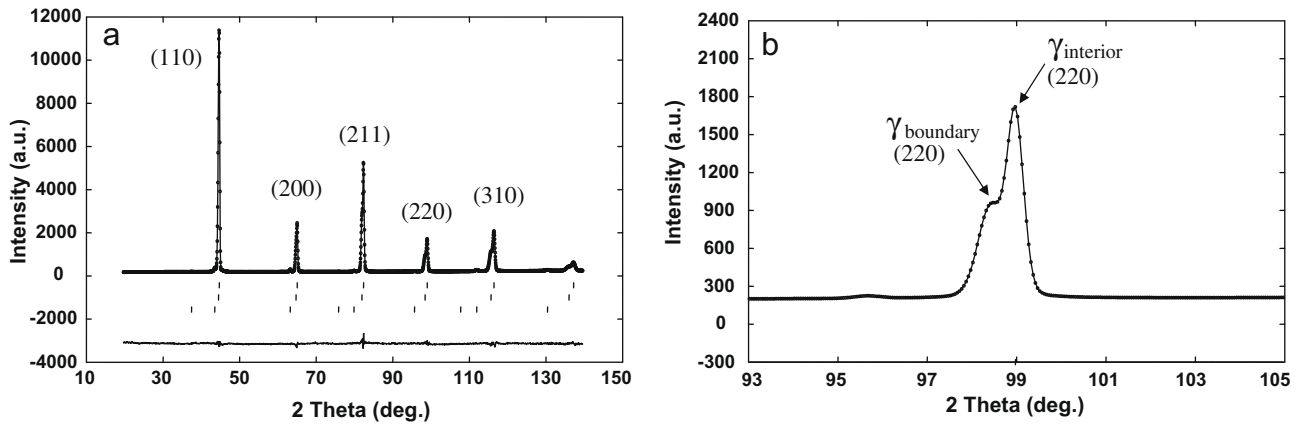 a
Intensity (a.u.)
12000
10000
8000
6000
4000
2000
0
-2000
-4000
(110)
(200)
(211)
(220)
(310)
10 30 50 70 90 110 130 150
2 Theta (deg.)
b
Intensity (a.u.)
2400
2100
1800
1500
1200
900
600
300
0
-300
γinterior
(220)
γboundary
(220)
93 95 97 99 101 103 105
2 Theta (deg.)